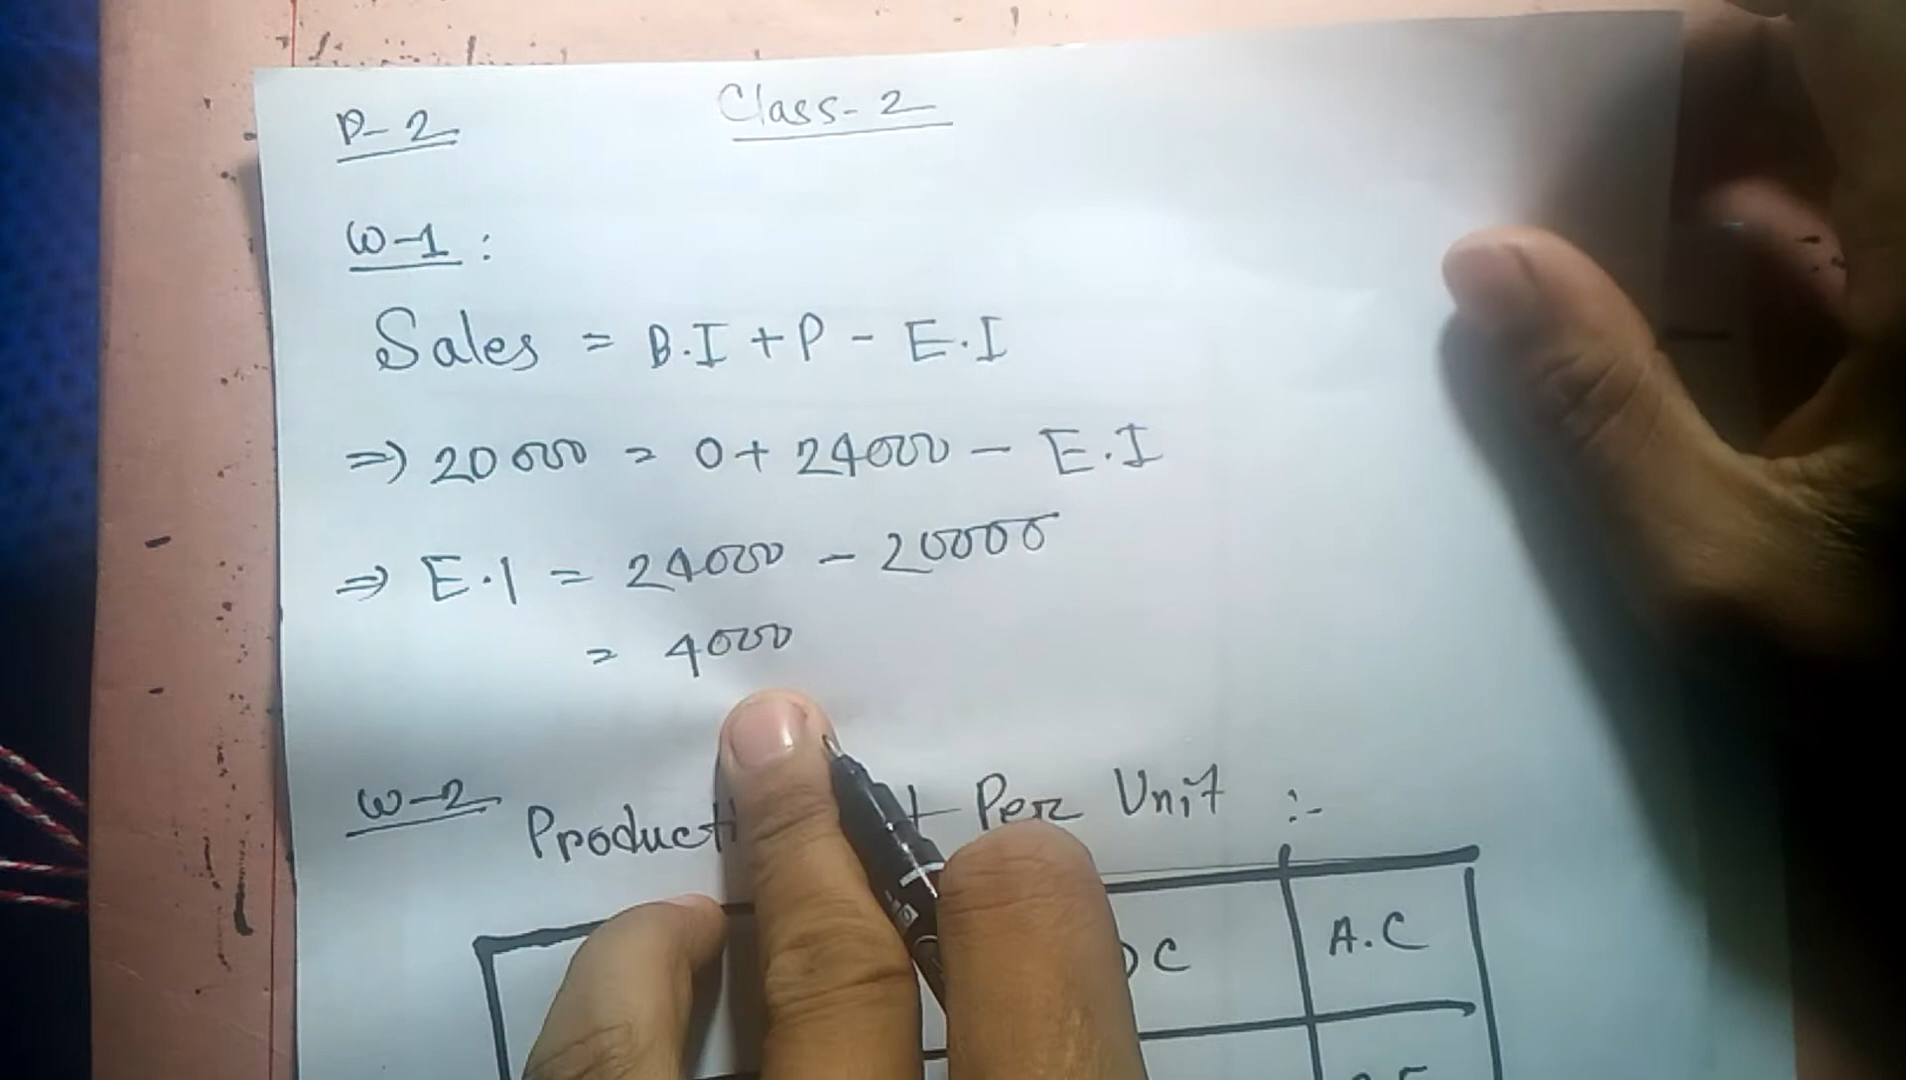 P-2
Class-2
W-1:
Sales = B.I + P - E.I
⇒ 20000 = 0 + 24000 - E.I
⇒ E.I = 24000 - 20000
= 4000
W-2
Per Unit :-
A.C